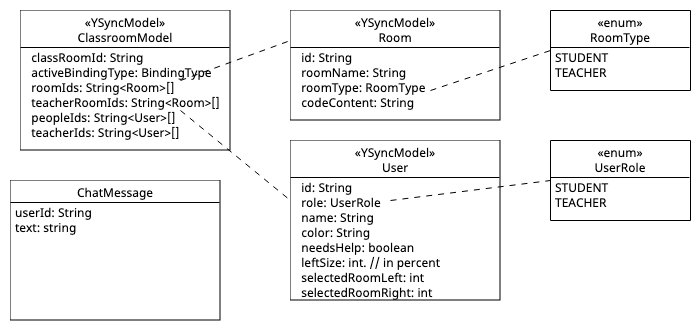 «YSyncModel»
ClassroomModel
classRoomId: String
activeBindingType: BindingType
roomIds: String<Room>[]
teacherRoomIds: String<Room>[]
peopleIds: String<User>[]
teacherIds: String<User>[]
«YSyncModel»
Room
id: String
roomName: String
roomType: RoomType
codeContent: String
«enum»
RoomType
STUDENT
TEACHER
ChatMessage
userId: String
text: string
«YSyncModel»
User
id: String
role: UserRole
name: String
color: String
needsHelp: boolean
leftSize: int. // in percent
selectedRoomLeft: int
selectedRoomRight: int
«enum»
UserRole
STUDENT
TEACHER